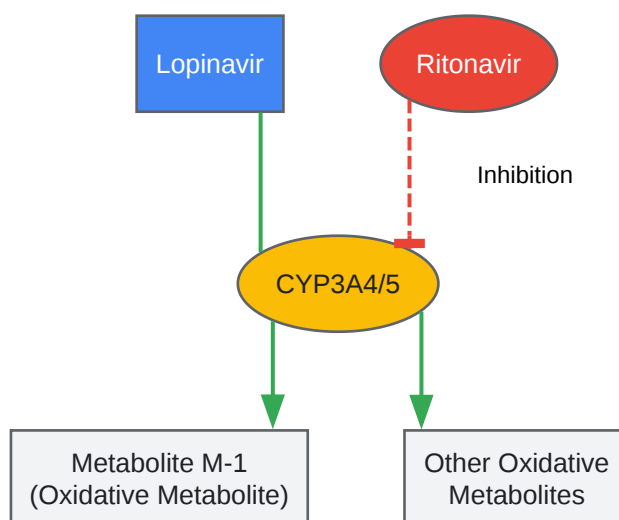 Lopinavir
Ritonavir
Inhibition
CYP3A4/5
Metabolite M-1
(Oxidative Metabolite)
Other Oxidative
Metabolites